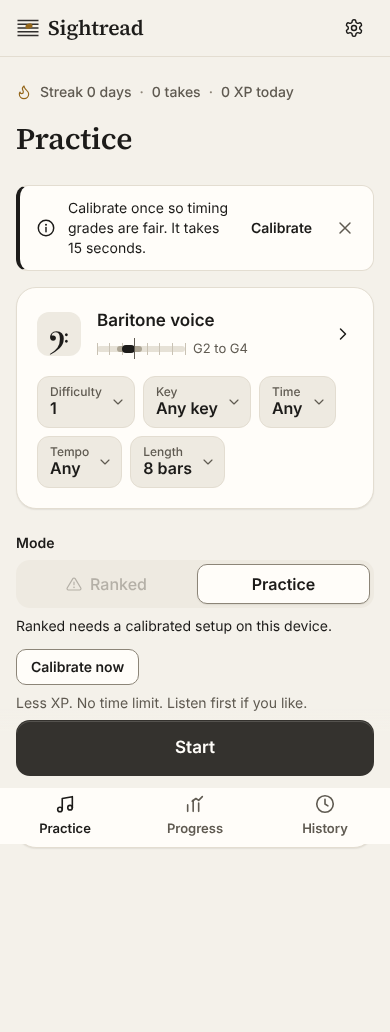 Sightread
Streak 0 days · 0 takes · 0 XP today
Practice
Calibrate once so timing
grades are fair. It takes
15 seconds.
Calibrate
Baritone voice
G2 to G4
Difficulty
1
Key
Any key
Time
Any
Tempo
Any
Length
8 bars
Mode
Ranked
Practice
Ranked needs a calibrated setup on this device.
Calibrate now
Less XP. No time limit. Listen first if you like.
Start
Practice
Progress
History